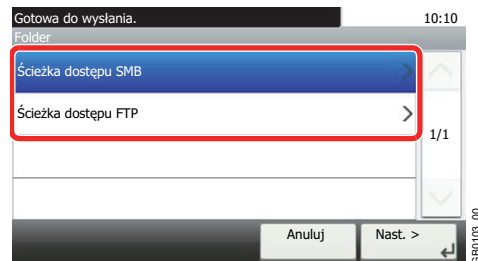 Gotowa do wysłania.
10:10
Folder
Ścieżka dostępu SMB
Ścieżka dostępu FTP
1/1
Anuluj
Nast. >
GB0103_00